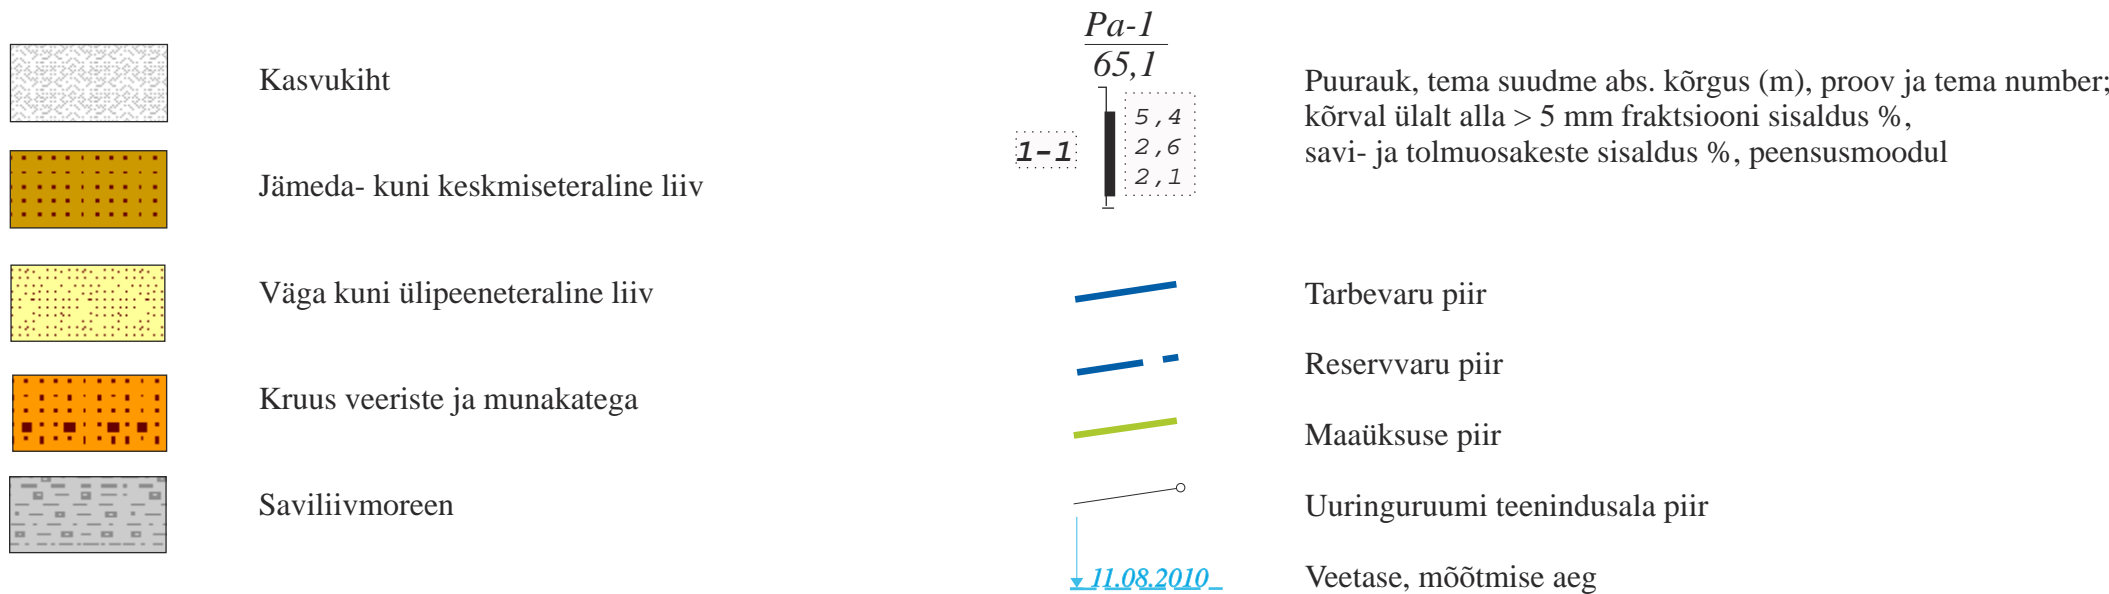 Kasvukiht
Jämeda- kuni keskmiseteraline liiv
Väga kuni ülipeeneteraline liiv
Kruus veeriste ja munakatega
Saviliivmoreen
Pa-1
65,1
1-1
5,4
2,6
2,1
Puurauk, tema suudme abs. kõrgus (m), proov ja tema number;
kõrval ülalt alla > 5 mm fraktsiooni sisaldus %,
savi- ja tolmuosakeste sisaldus %, peensusmoodul
Tarbevaru piir
Reservvaru piir
Maaüksuse piir
Uuringuruumi teenindusala piir
11.08.2010
Veetase, mõõtmise aeg